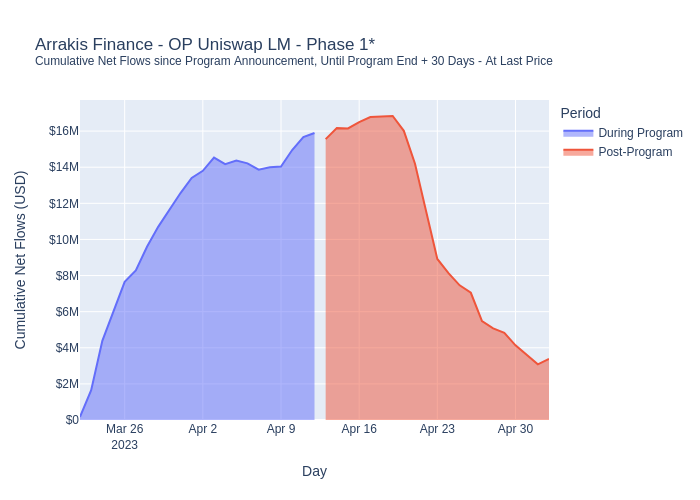 Arrakis Finance - OP Uniswap LM - Phase 1*
Cumulative Net Flows since Program Announcement, Until Program End + 30 Days - At Last Price
Period
During Program
Post-Program
Cumulative Net Flows (USD)
$16M
$14M
$12M
$10M
$8M
$6M
$4M
$2M
$0
Mar 26
2023
Apr 2
Apr 9
Apr 16
Apr 23
Apr 30
Day